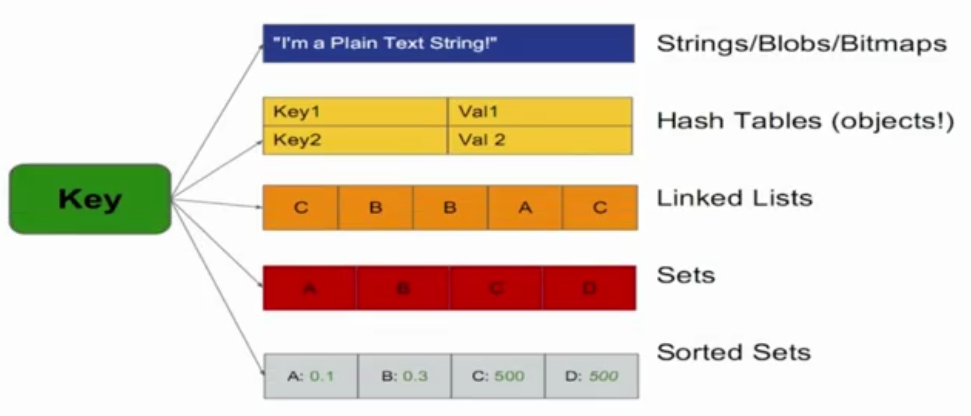 "I'm a Plain Text String!"
Strings/Blobs/Bitmaps
Key1 Val1
Key2 Val 2
Hash Tables (objects!)
Key
C B B A C
Linked Lists
A B C D
Sets
A: 0.1 B: 0.3 C: 500 D: 500
Sorted Sets